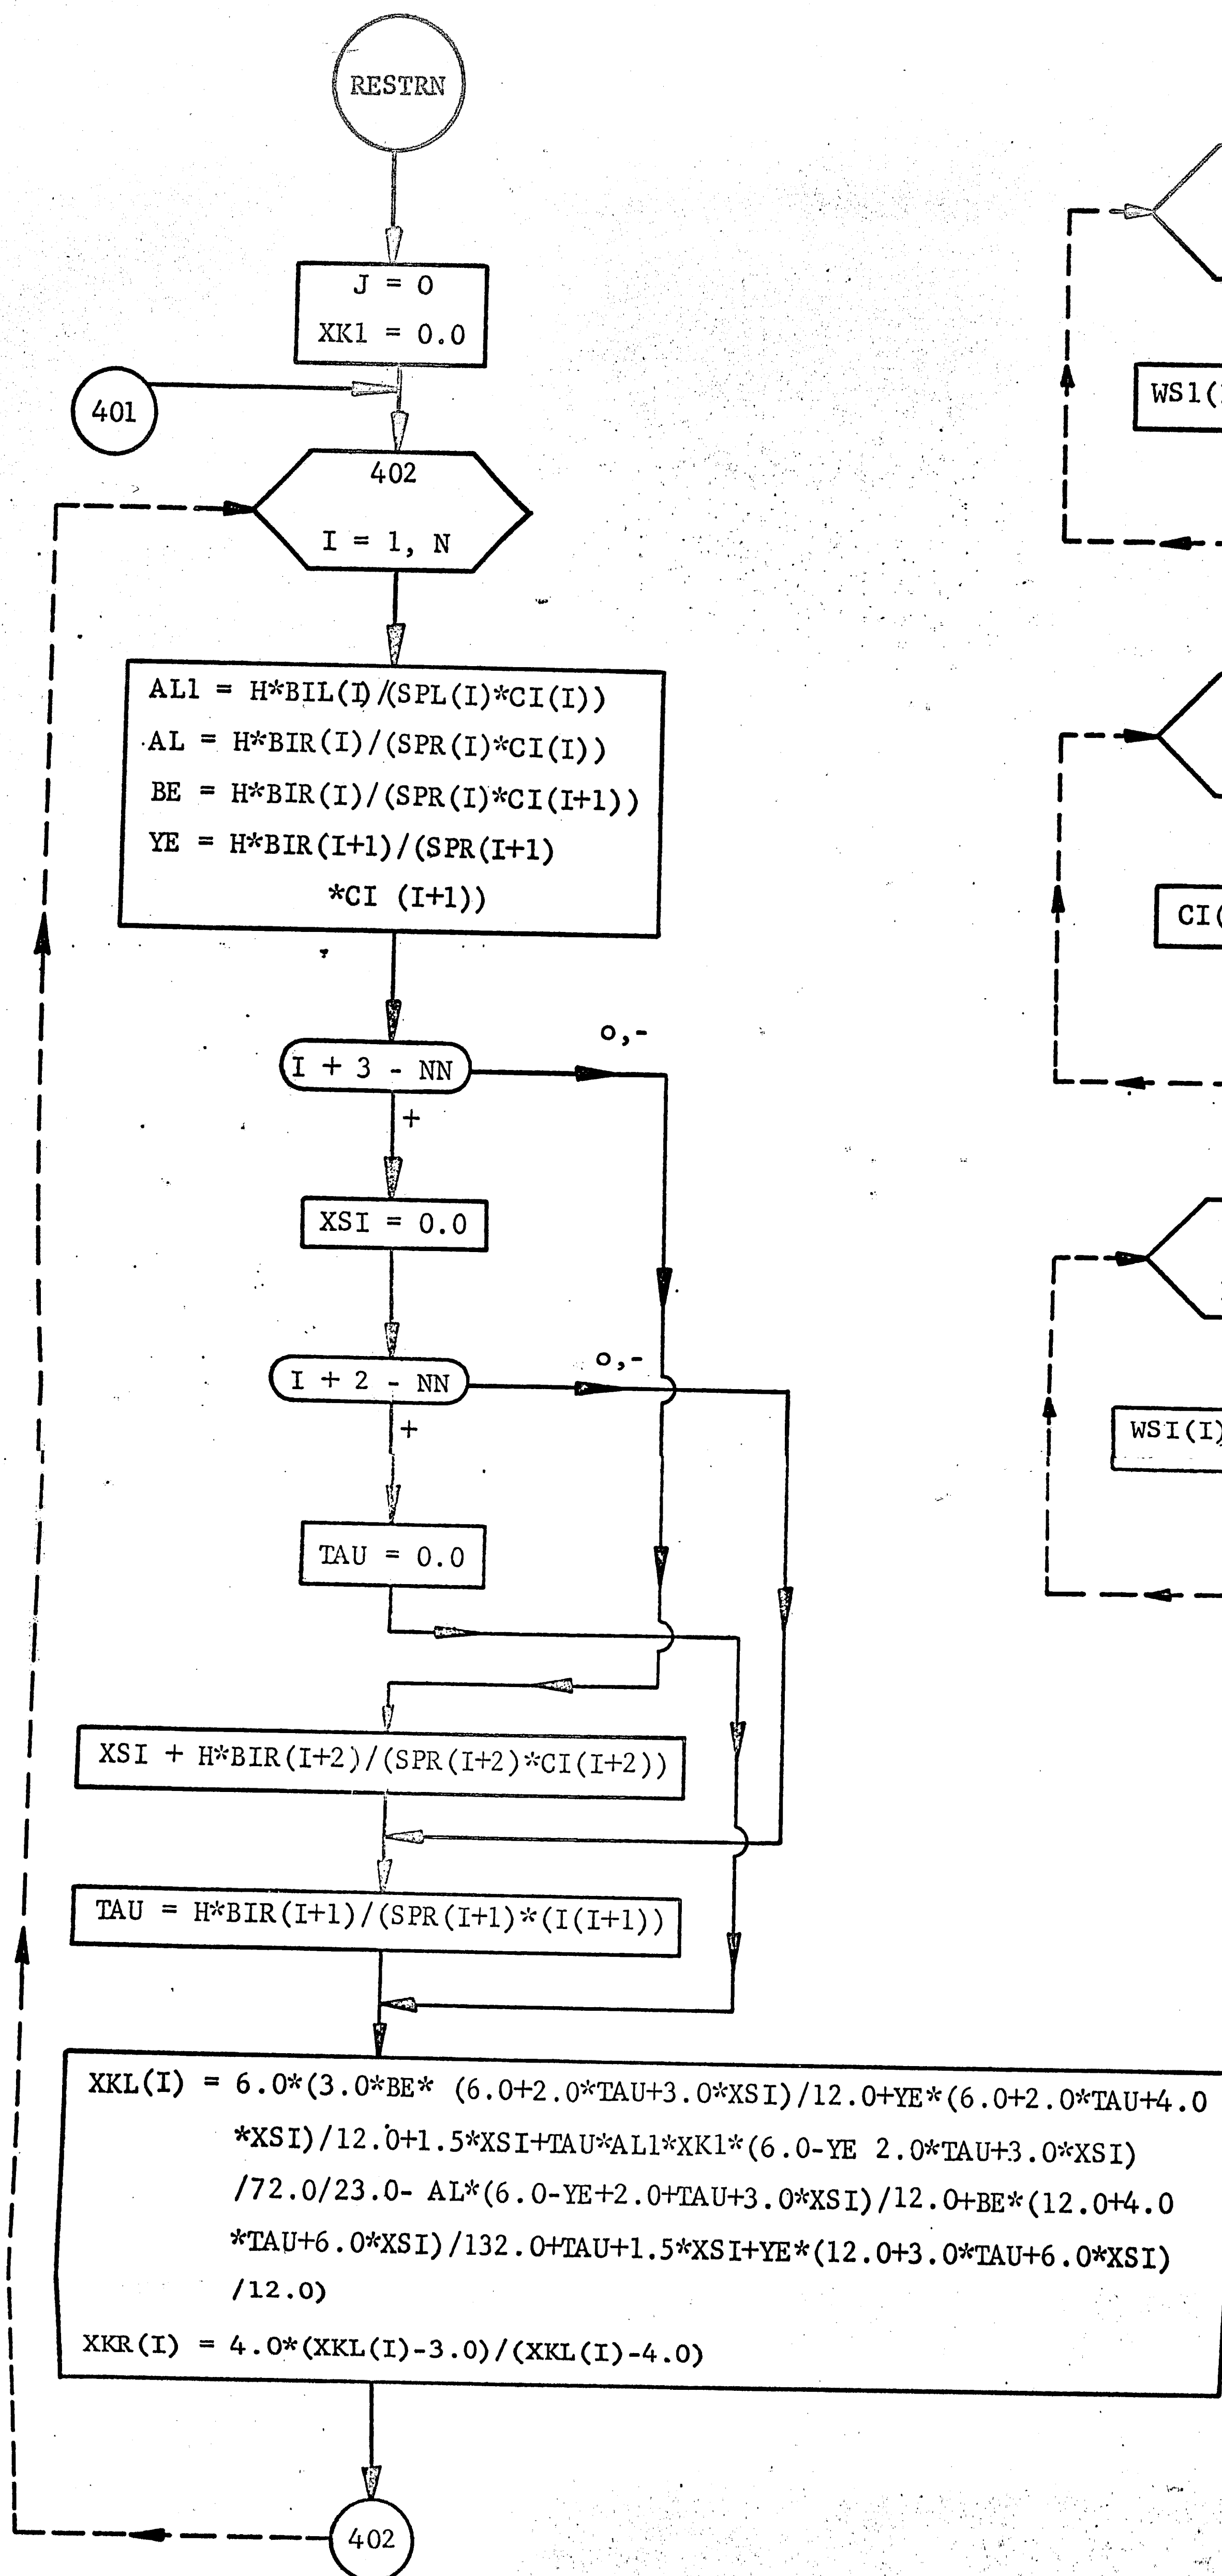 RESTRN
J = 0
XK1 = 0.0
401
402
I = 1, N
AL1 = H*BIL(I)/(SPL(I)*CI(I))
AL = H*BIR(I)/(SPR(I)*CI(I))
BE = H*BIR(I)/(SPR(I)*CI(I+1))
YE = H*BIR(I+1)/(SPR(I+1)
*CI (I+1))
I + 3 - NN
o,-
+
XSI = 0.0
I + 2 - NN
o,-
+
TAU = 0.0
XSI + H*BIR(I+2)/(SPR(I+2)*CI(I+2))
TAU = H*BIR(I+1)/(SPR(I+1)*(I(I+1))
XKL(I) = 6.0*(3.0*BE* (6.0+2.0*TAU+3.0*XSI)/12.0+YE*(6.0+2.0*TAU+4.0
*XSI)/12.0+1.5*XSI+TAU*AL1*XK1*(6.0-YE 2.0*TAU+3.0*XSI)
/72.0/23.0- AL*(6.0-YE+2.0+TAU+3.0*XSI)/12.0+BE*(12.0+4.0
*TAU+6.0*XSI)/132.0+TAU+1.5*XSI+YE*(12.0+3.0*TAU+6.0*XSI)
/12.0)
XKR(I) = 4.0*(XKL(I)-3.0)/(XKL(I)-4.0)
402
WS1(
CI(
WSI(I)